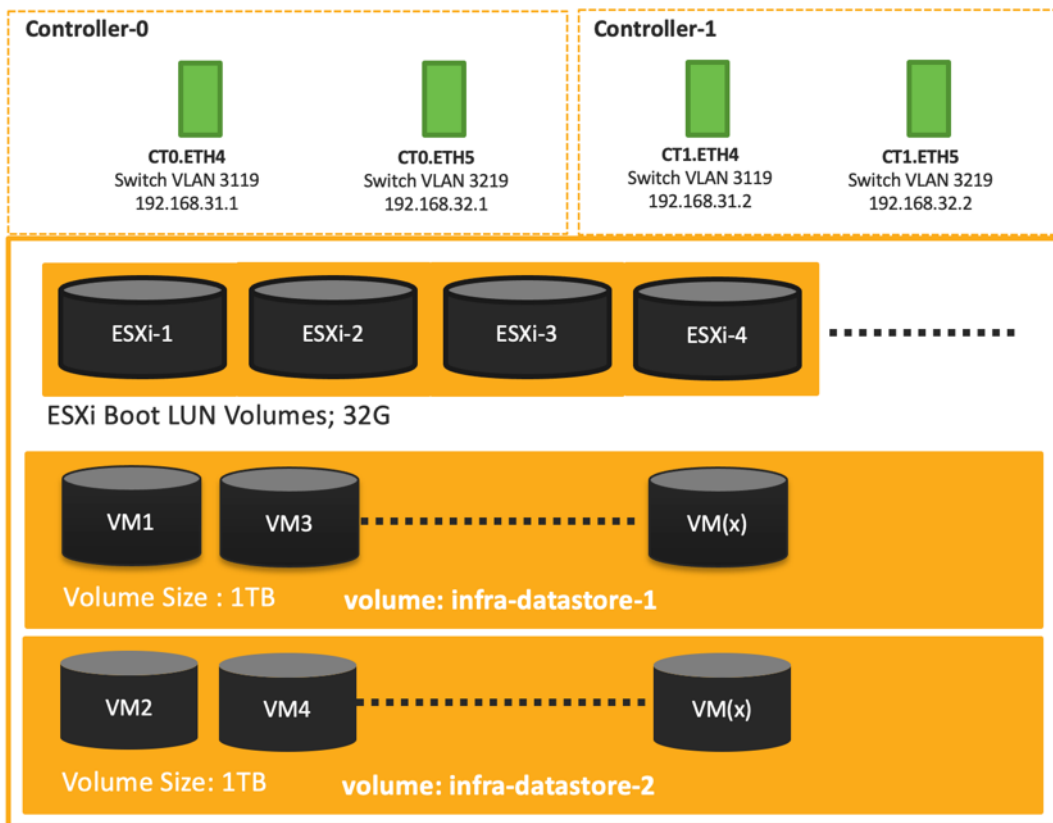 Controller-0
Controller-1
CT0.ETH4
Switch VLAN 3119
192.168.31.1
CT0.ETH5
Switch VLAN 3219
192.168.32.1
CT1.ETH4
Switch VLAN 3119
192.168.31.2
CT1.ETH5
Switch VLAN 3219
192.168.32.2
ESXi-1
ESXi-2
ESXi-3
ESXi-4
ESXi Boot LUN Volumes; 32G
VM1
VM3
VM(x)
Volume Size : 1TB
volume: infra-datastore-1
VM2
VM4
VM(x)
Volume Size: 1TB
volume: infra-datastore-2